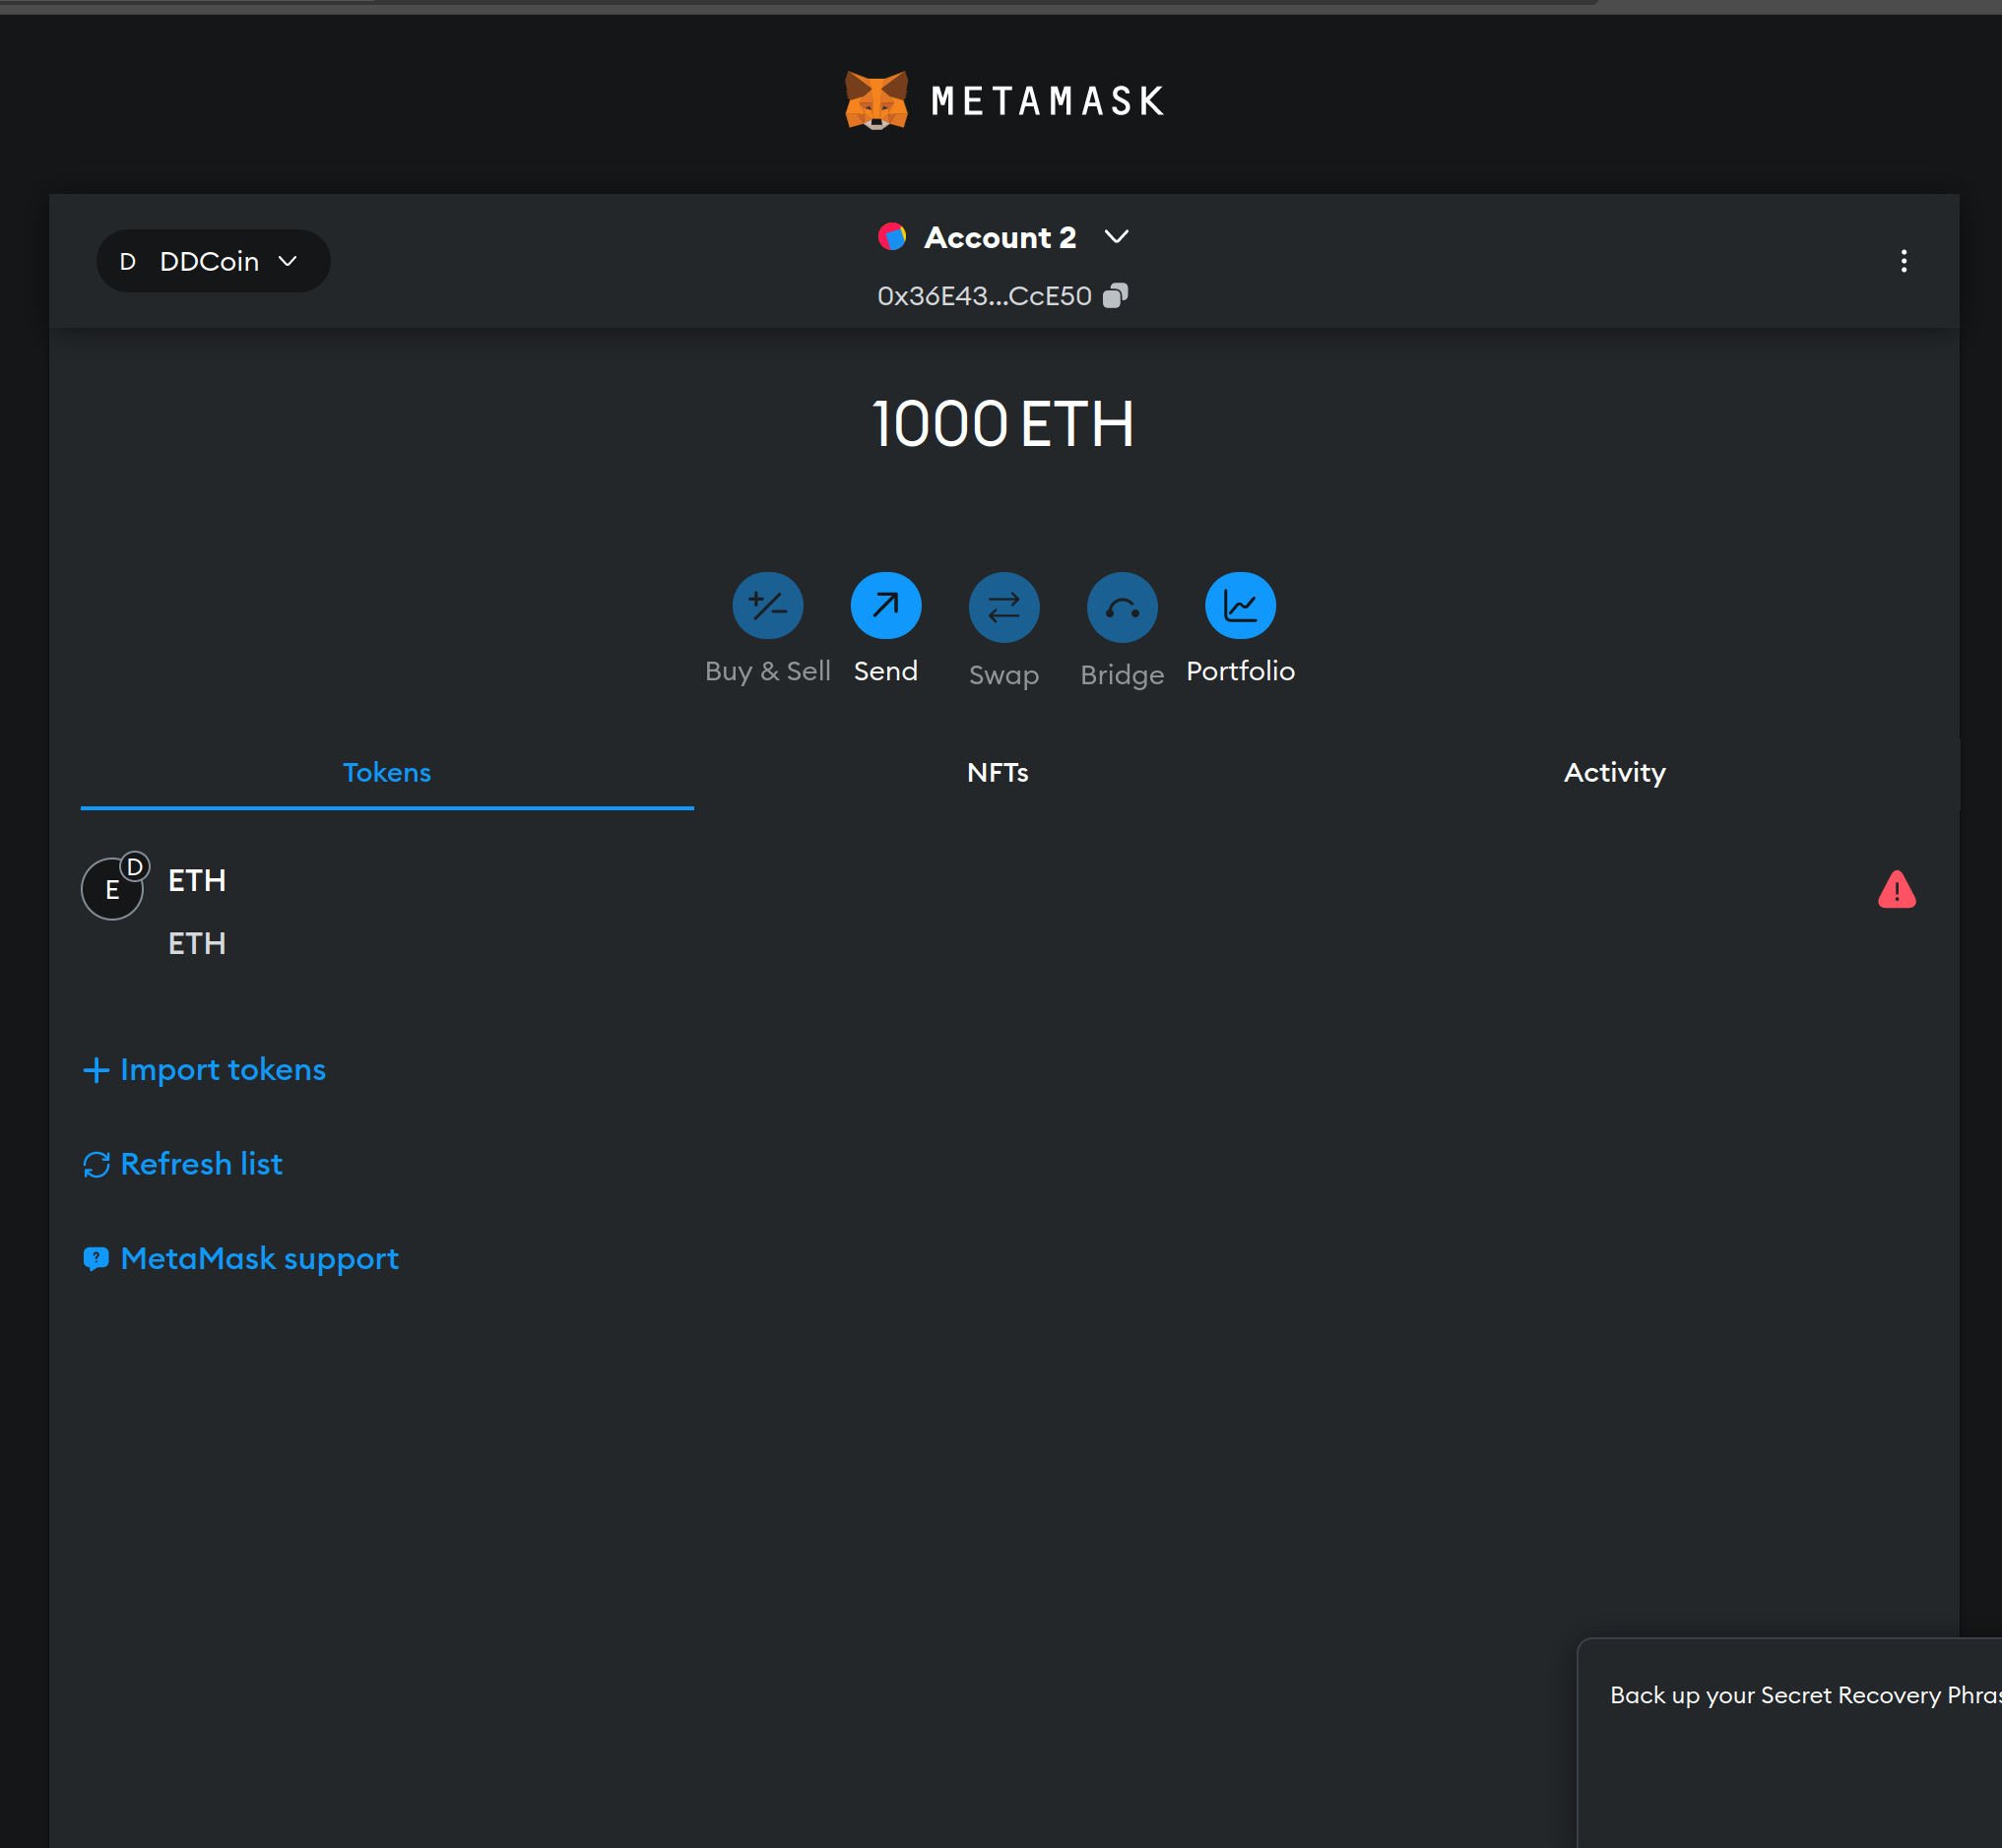 METAMASK
D DDCoin
Account 2
0x36E43...CcE50
1000 ETH
Buy & Sell Send Swap Bridge Portfolio
Tokens NFTs Activity
E D ETH
ETH
Import tokens
Refresh list
MetaMask support
Back up your Secret Recovery Phras